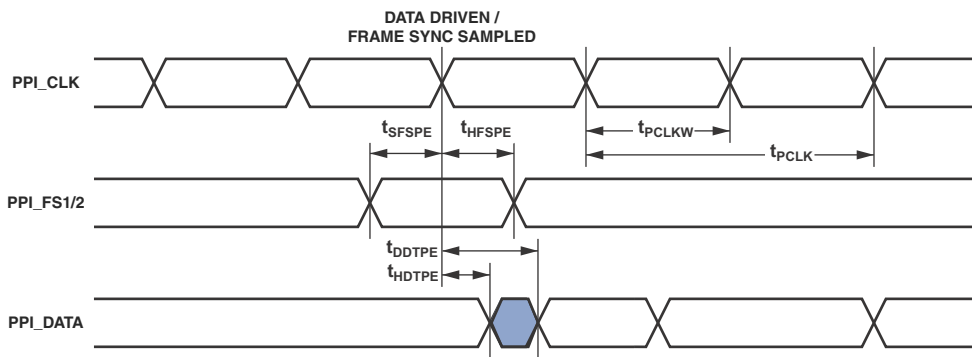 DATA DRIVEN /
FRAME SYNC SAMPLED
PPI_CLK
tSFSPE
tHFSPE
tPCLKW
tPCLK
PPI_FS1/2
tDDTPE
tHDTPE
PPI_DATA